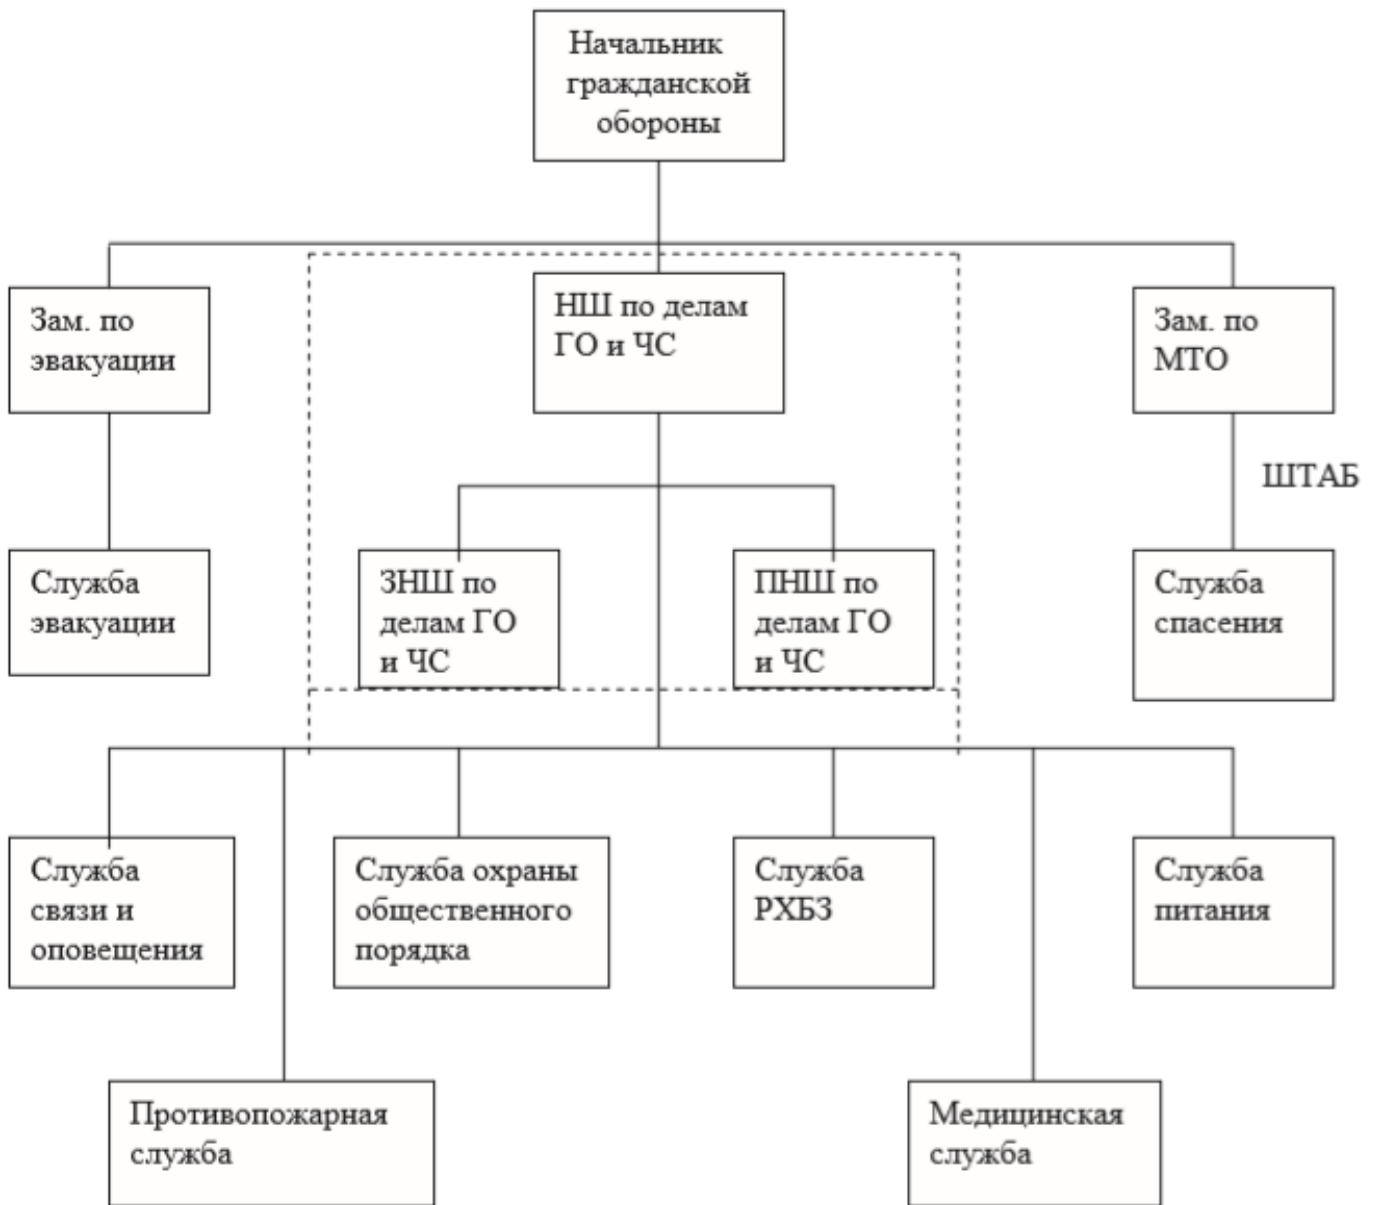 Начальник
гражданской
обороны
Зам. по
эвакуации
НШ по делам
ГО и ЧС
Зам. по
МТО
ШТАБ
Служба
эвакуации
ЗНШ по
делам ГО
и ЧС
ПНШ по
делам ГО
и ЧС
Служба
спасения
Служба
связи и
оповещения
Служба охраны
общественного
порядка
Служба
РХБЗ
Служба
питания
Противопожарная
служба
Медицинская
служба